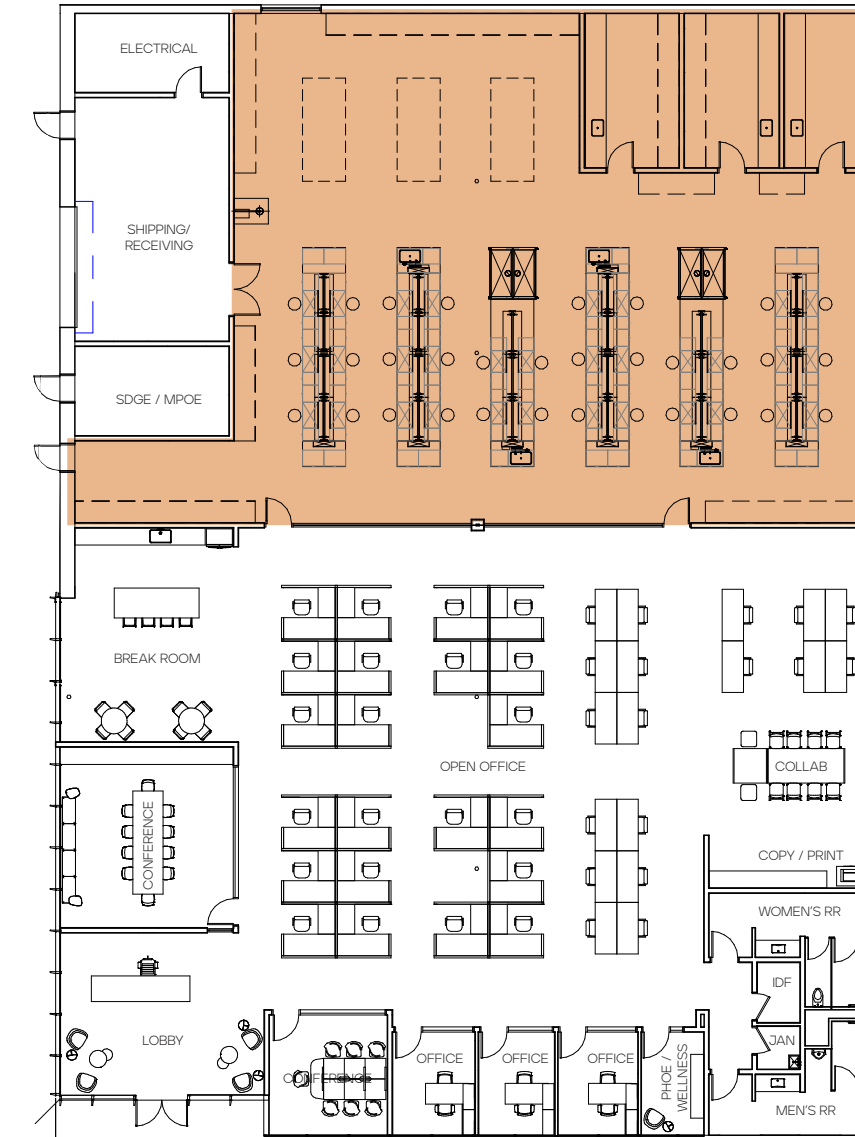 ELECTRICAL
SHIPPING/
RECEIVING
SDGE / MPOE
BREAK ROOM
OPEN OFFICE
COLLAB
CONFERENCE
COPY / PRINT
WOMEN'S RR
IDF
LOBBY
JAN
CONFERENCE
OFFICE
OFFICE
OFFICE
PHOE /
WELLNESS
MEN'S RR